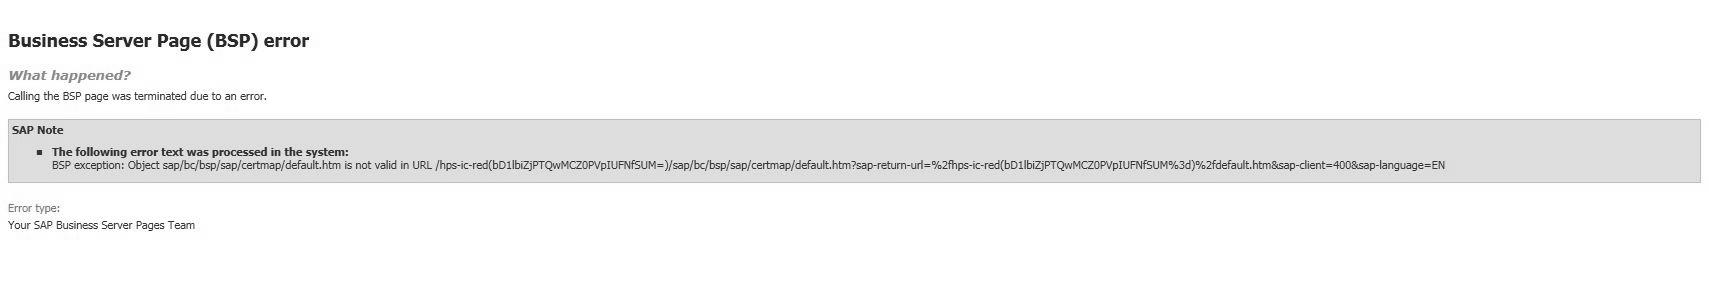 Business Server Page (BSP) error
What happened?
Calling the BSP page was terminated due to an error.
SAP Note
The following error text was processed in the system:
BSP exception: Object sap/bc/bsp/sap/certmap/default.htm is not valid in URL /hps-ic-red(bD1lbiZjPTQwMCZ0PVpIUFNfSUM=)/sap/bc/bsp/sap/certmap/default.htm?sap-return-url=%2fhps-ic-red(bD1lbiZjPTQwMCZ0PVpIUFNfSUM%3d)%2fdefault.htm&sap-client=400&sap-language=EN
Error type:
Your SAP Business Server Pages Team